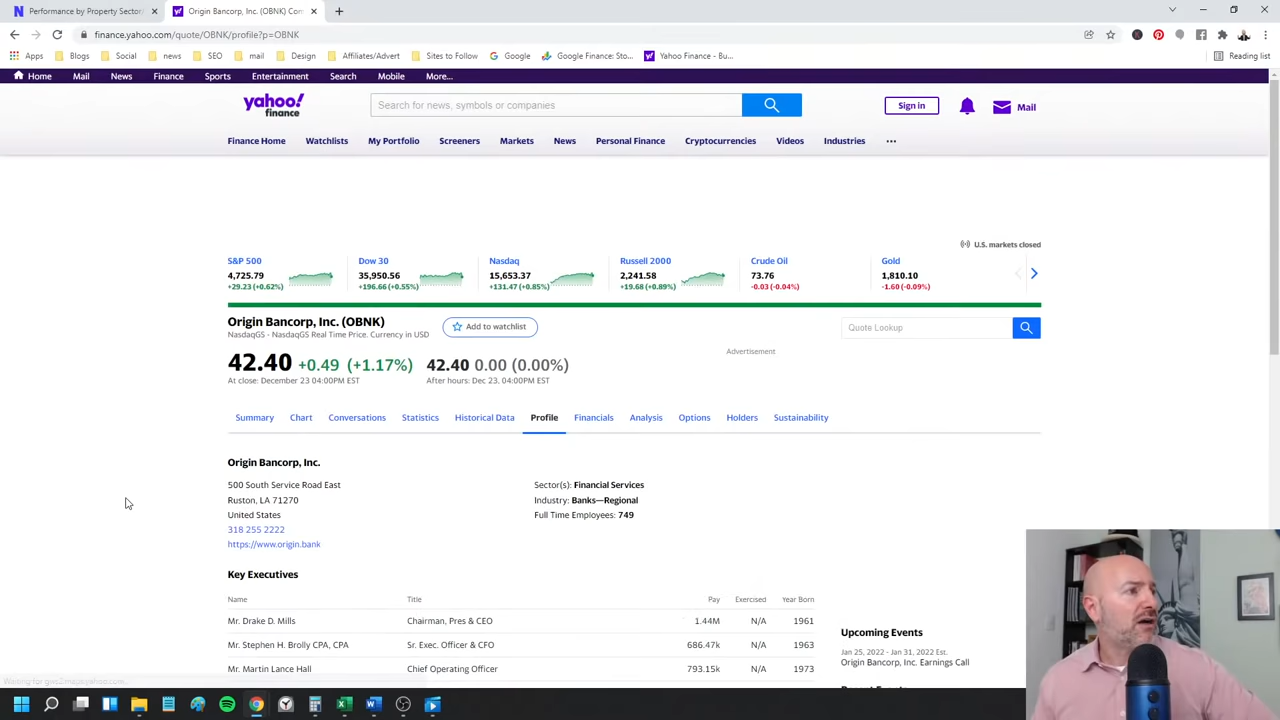 Performance by Property Sector
Origin Bancorp, Inc. (OBNK) Con
finance.yahoo.com/quote/OBNK/profile?p=OBNK
Apps Blogs Social news SEO Design Affiliates/Advert Sites to Follow Google Google Finance: Sto... Yahoo Finance - Bu... Reading list
Home Mail News Finance Sports Entertainment Search Mobile More...
yahoo!
finance
Search for news, symbols or companies
Sign in
Mail
Finance Home Watchlists My Portfolio Screeners Markets News Personal Finance Cryptocurrencies Videos Industries ...
U.S. markets closed
S&P 500 Dow 30 Nasdaq Russell 2000 Crude Oil Gold
4,725.79 35,950.56 15,653.37 2,241.58 73.76 1,810.10
+29.23 (+0.62%) +196.66 (+0.55%) +131.47 (+0.85%) +19.68 (+0.89%) -0.03 (-0.04%) -1.60 (-0.09%)
Origin Bancorp, Inc. (OBNK)
Add to watchlist
Quote Lookup
NasdaqGS - NasdaqGS Real Time Price. Currency in USD
Advertisement
42.40 +0.49 (+1.17%) 42.40 0.00 (0.00%)
At close: December 23 04:00PM EST After hours: Dec 23, 04:00PM EST
Summary Chart Conversations Statistics Historical Data Profile Financials Analysis Options Holders Sustainability
Origin Bancorp, Inc.
500 South Service Road East
Ruston, LA 71270
United States
318 255 2222
https://www.origin.bank
Sector(s): Financial Services
Industry: Banks—Regional
Full Time Employees: 749
Key Executives
Name Title Pay Exercised Year Born
Mr. Drake D. Mills Chairman, Pres & CEO 1.44M N/A 1961
Mr. Stephen H. Brolly CPA, CPA Sr. Exec. Officer & CFO 686.47k N/A 1963
Mr. Martin Lance Hall Chief Operating Officer 793.15k N/A 1973
Upcoming Events
Jan 25, 2022 - Jan 31, 2022 Est.
Origin Bancorp, Inc. Earnings Call